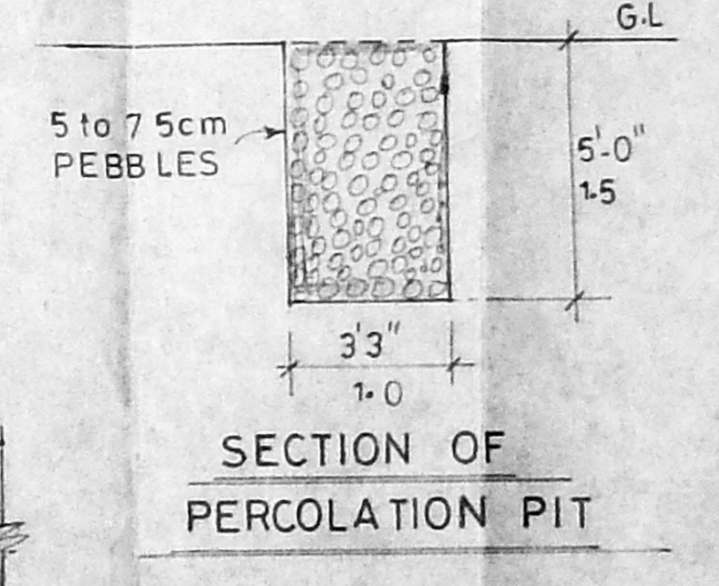 G.L
5 to 7 5cm
PEBBLES
5'-0"
1.5
3'3"
1.0
SECTION OF
PERCOLATION PIT